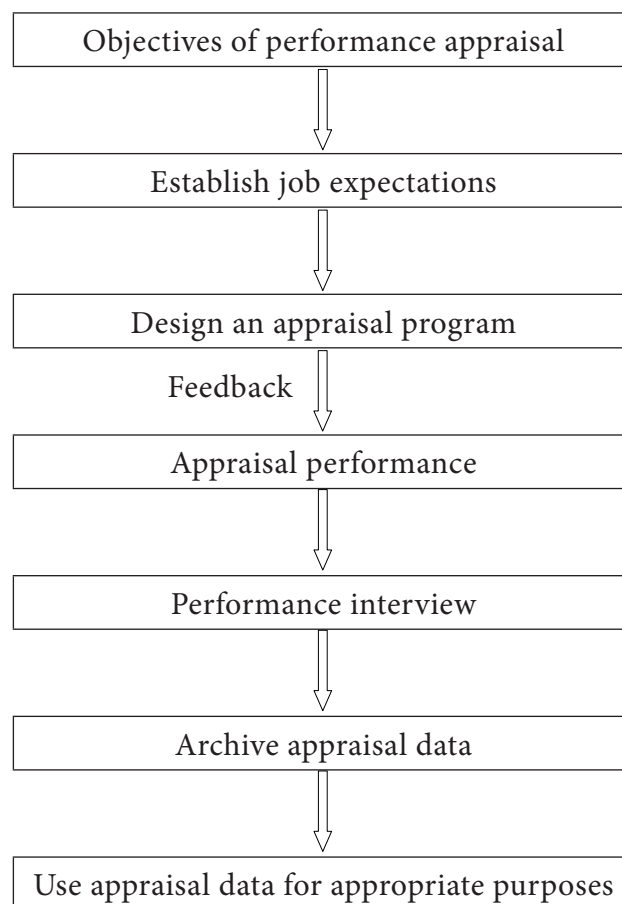 Objectives of performance appraisal
Establish job expectations
Design an appraisal program
Feedback
Appraisal performance
Performance interview
Archive appraisal data
Use appraisal data for appropriate purposes